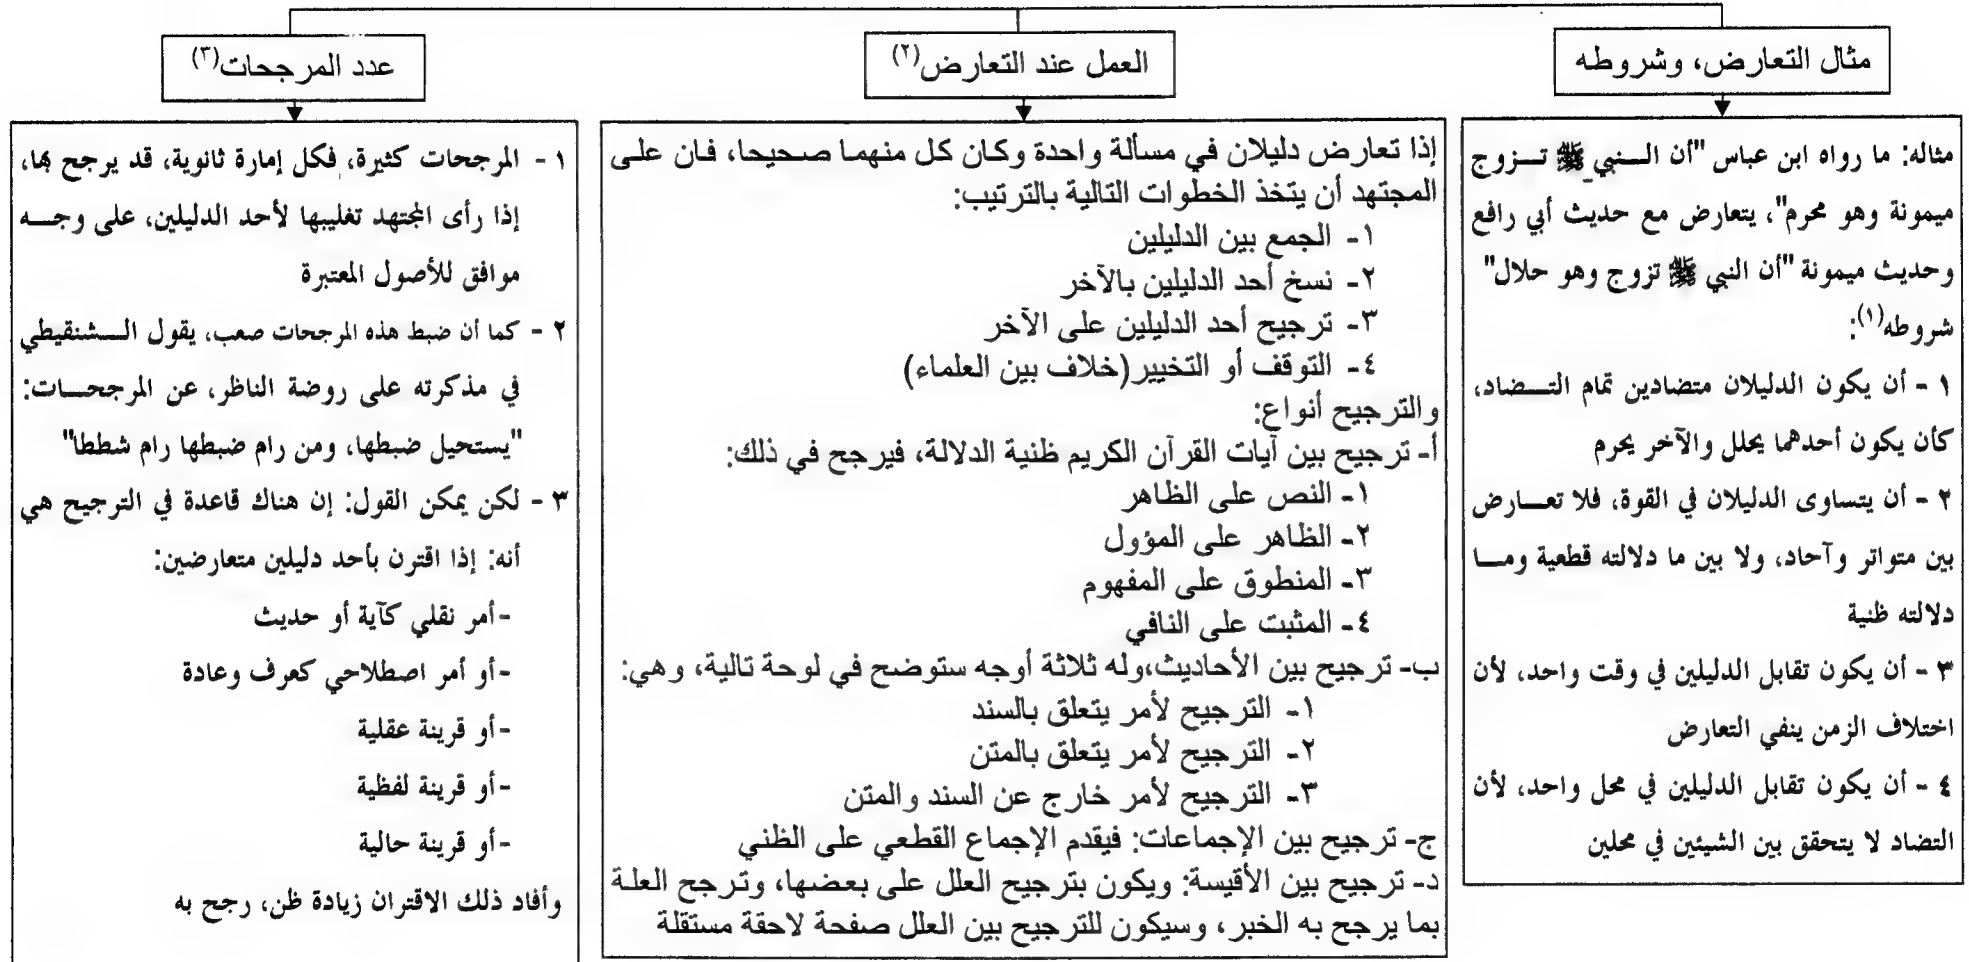 مثال التعارض، وشروطه
مثاله: ما رواه ابن عباس "أن الـنبي ﷺ تـزوج
ميمونة وهو محرم"، يتعارض مع حديث أبي رافع
وحديث ميمونة "أن النبي ﷺ تزوج وهو حلال"
شروطه(١):
١ - أن يكون الدليلان متضادين تمام التـضاد،
كأن يكون أحدهما يحلل والآخر يحرم
٢ - أن يتساوى الدليلان في القوة، فلا تعـارض
بين متواتر وآحاد، ولا بين ما دلالته قطعية ومـا
دلالته ظنية
٣ - أن يكون تقابل الدليلين في وقت واحد، لأن
اختلاف الزمن ينفي التعارض
٤ - أن يكون تقابل الدليلين في محل واحد، لأن
التضاد لا يتحقق بين الشيئين في محلين
العمل عند التعارض(٢)
إذا تعارض دليلان في مسألة واحدة وكان كل منهما صحيحا، فان على
المجتهد أن يتخذ الخطوات التالية بالترتيب:
١- الجمع بين الدليلين
٢- نسخ أحد الدليلين بالآخر
٣- ترجيح أحد الدليلين على الآخر
٤- التوقف أو التخيير(خلاف بين العلماء)
والترجيح أنواع:
أ- ترجيح بين آيات القرآن الكريم ظنية الدلالة، فيرجح في ذلك:
١- النص على الظاهر
٢- الظاهر على المؤول
٣- المنطوق على المفهوم
٤- المثبت على النافي
ب- ترجيح بين الأحاديث،وله ثلاثة أوجه ستوضح في لوحة تالية، وهي:
١- الترجيح لأمر يتعلق بالسند
٢- الترجيح لأمر يتعلق بالمتن
٣- الترجيح لأمر خارج عن السند والمتن
ج- ترجيح بين الإجماعات: فيقدم الإجماع القطعي على الظني
د- ترجيح بين الأقيسة: ويكون بترجيح العلل على بعضها، وترجح العلة
بما يرجح به الخبر، وسيكون للترجيح بين العلل صفحة لاحقة مستقلة
عدد المرجحات(٣)
١ - المرجحات كثيرة، فكل إمارة ثانوية، قد يرجح بها،
إذا رأى المجتهد تغليبها لأحد الدليلين، على وجـه
موافق للأصول المعتبرة
٢ - كما أن ضبط هذه المرجحات صعب، يقول الـشنقيطي
في مذكرته على روضة الناظر، عن المرجحـات:
"يستحيل ضبطها، ومن رام ضبطها رام شططا"
٣ - لكن يمكن القول: إن هناك قاعدة في الترجيح هي
أنه: إذا اقترن بأحد دليلين متعارضين:
-أمر نقلي كآية أو حديث
-أو أمر اصطلاحي كعرف وعادة
-أو قرينة عقلية
-أو قرينة لفظية
-أو قرينة حالية
وأفاد ذلك الاقتران زيادة ظن، رجح به